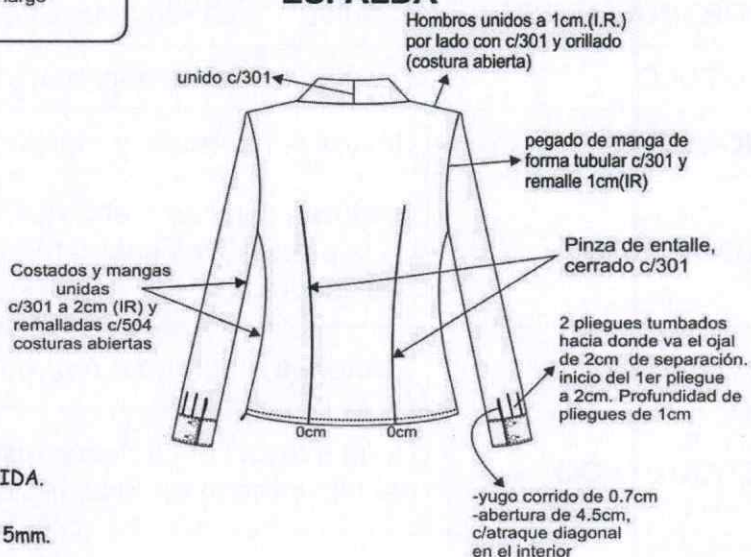 largo
ESPALDA
Hombros unidos a 1cm.(I.R.)
por lado con c/301 y orillado
(costura abierta)
unido c/301
pegado de manga de
forma tubular c/301 y
remalle 1cm(IR)
Pinza de entalle,
cerrado c/301
Costados y mangas
unidas
c/301 a 2cm (IR) y
remalladas c/504
costuras abiertas
2 pliegues tumbados
hacia donde va el ojal
de 2cm de separación.
inicio del 1er pliegue
a 2cm. Profundidad de
pliegues de 1cm
0cm 0cm
IDA.
5mm.
-yugo corrido de 0.7cm
-abertura de 4.5cm,
c/atraque diagonal
en el interior